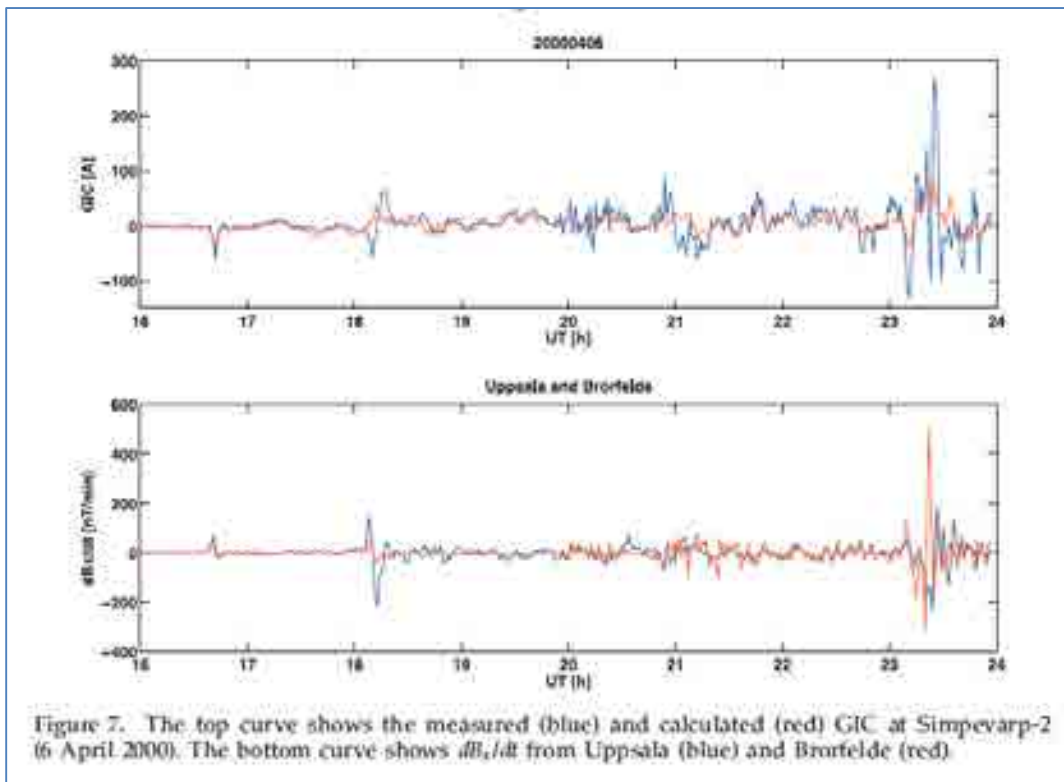 20000406
300
200
100
0
-100
GIC [A]
16 17 18 19 20 21 22 23 24
UT [h]
Uppsala and Brorfelde
600
400
200
0
-200
-400
[nT/min]
16 17 18 19 20 21 22 23 24
UT [h]
Figure 7. The top curve shows the measured (blue) and calculated (red) GIC at Simpevarp-2
(6 April 2000). The bottom curve shows dBₓ/dt from Uppsala (blue) and Brorfelde (red).